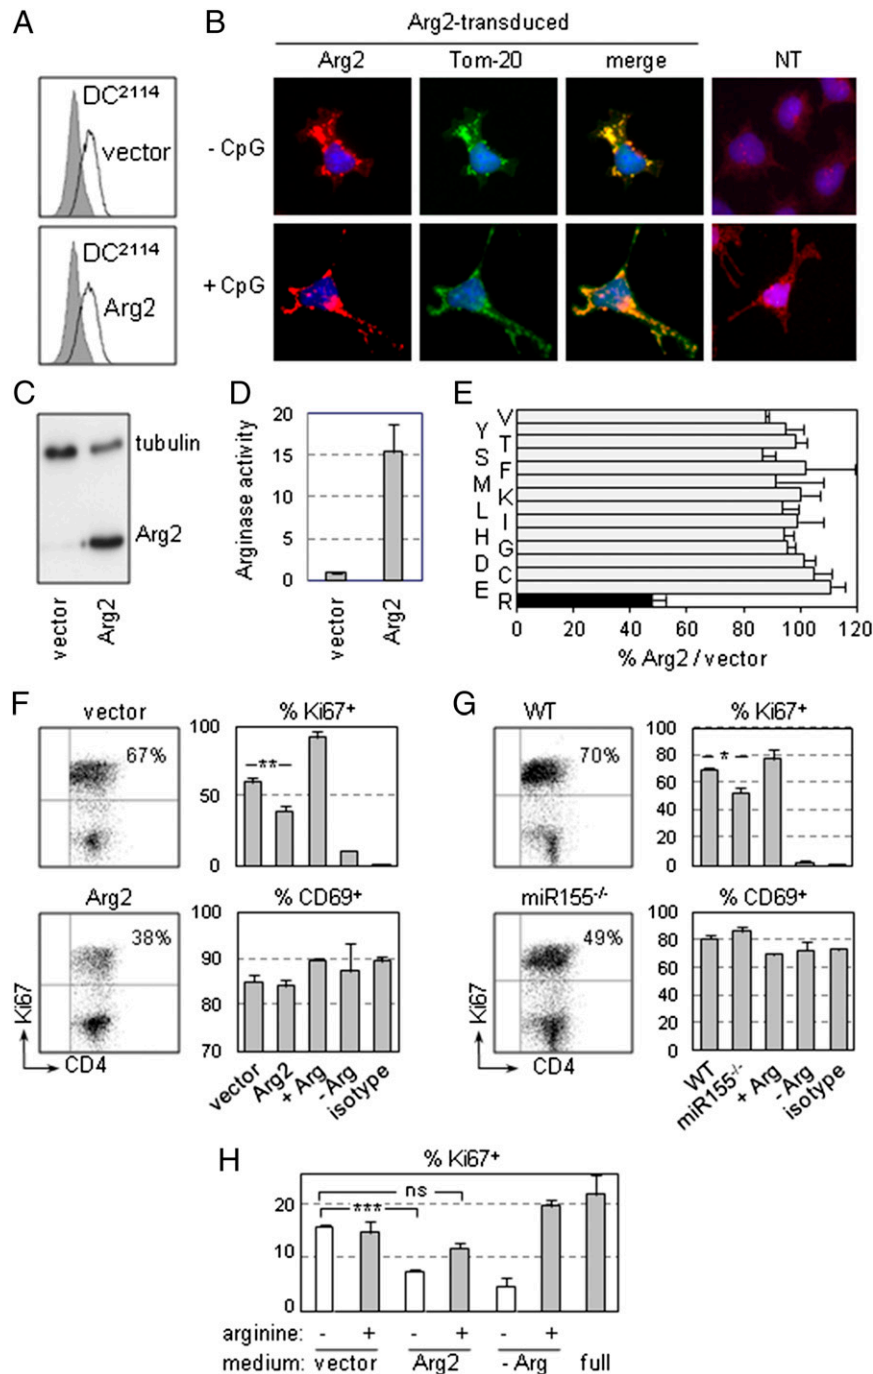 A
DC2114
vector
DC2114
Arg2
B
Arg2-transduced
Arg2 Tom-20 merge NT
- CpG
+ CpG
C
tubulin
Arg2
vector Arg2
D
Arginase activity
20
15
10
5
0
vector Arg2
E
V
Y
T
S
F
M
K
L
I
H
G
D
C
E
R
0 20 40 60 80 100 120
% Arg2 / vector
F
vector
67%
Arg2
38%
Ki67
CD4
% Ki67+
100
50
0
**
% CD69+
100
90
80
70
vector Arg2 + Arg - Arg isotype
G
WT
70%
miR155-/-
49%
Ki67
CD4
% Ki67+
100
80
60
40
20
0
*
% CD69+
100
80
60
40
20
0
WT miR155-/- + Arg - Arg isotype
H
% Ki67+
ns
***
20
10
0
arginine: - + - + - +
medium: vector Arg2 - Arg full